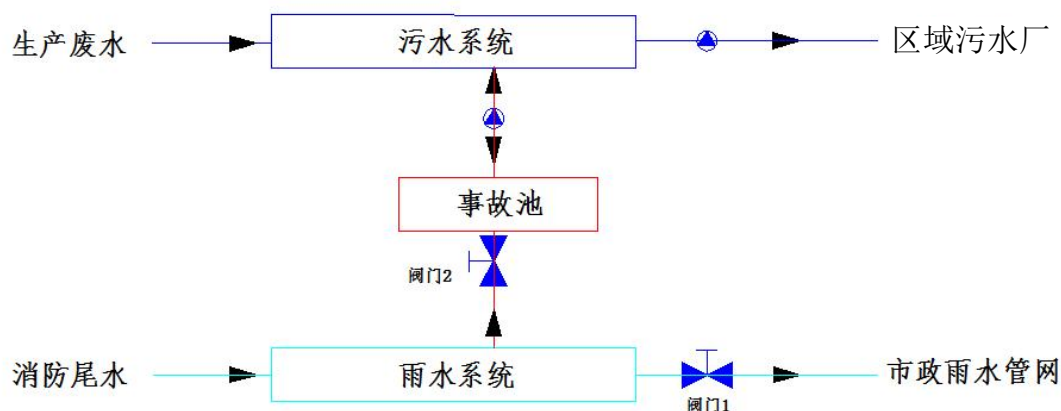 生产废水
污水系统
区域污水厂
事故池
阀门2
消防尾水
雨水系统
市政雨水管网
阀门1